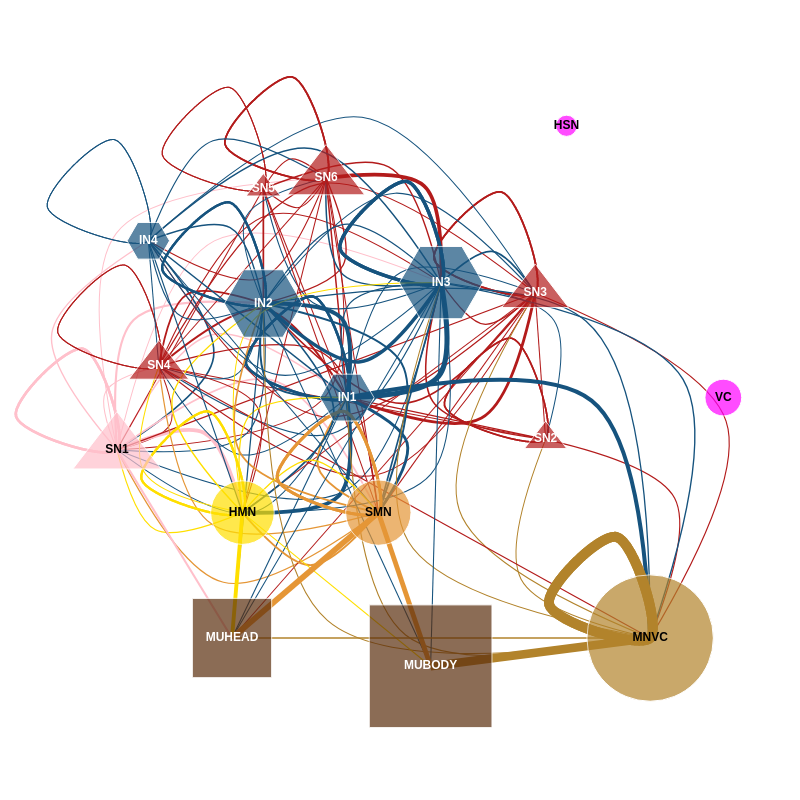 HSN
SN6
SN5
IN4
IN3
SN3
IN2
SN4
IN1
VC
SN2
SN1
HMN
SMN
MUHEAD
MNVC
MUBODY